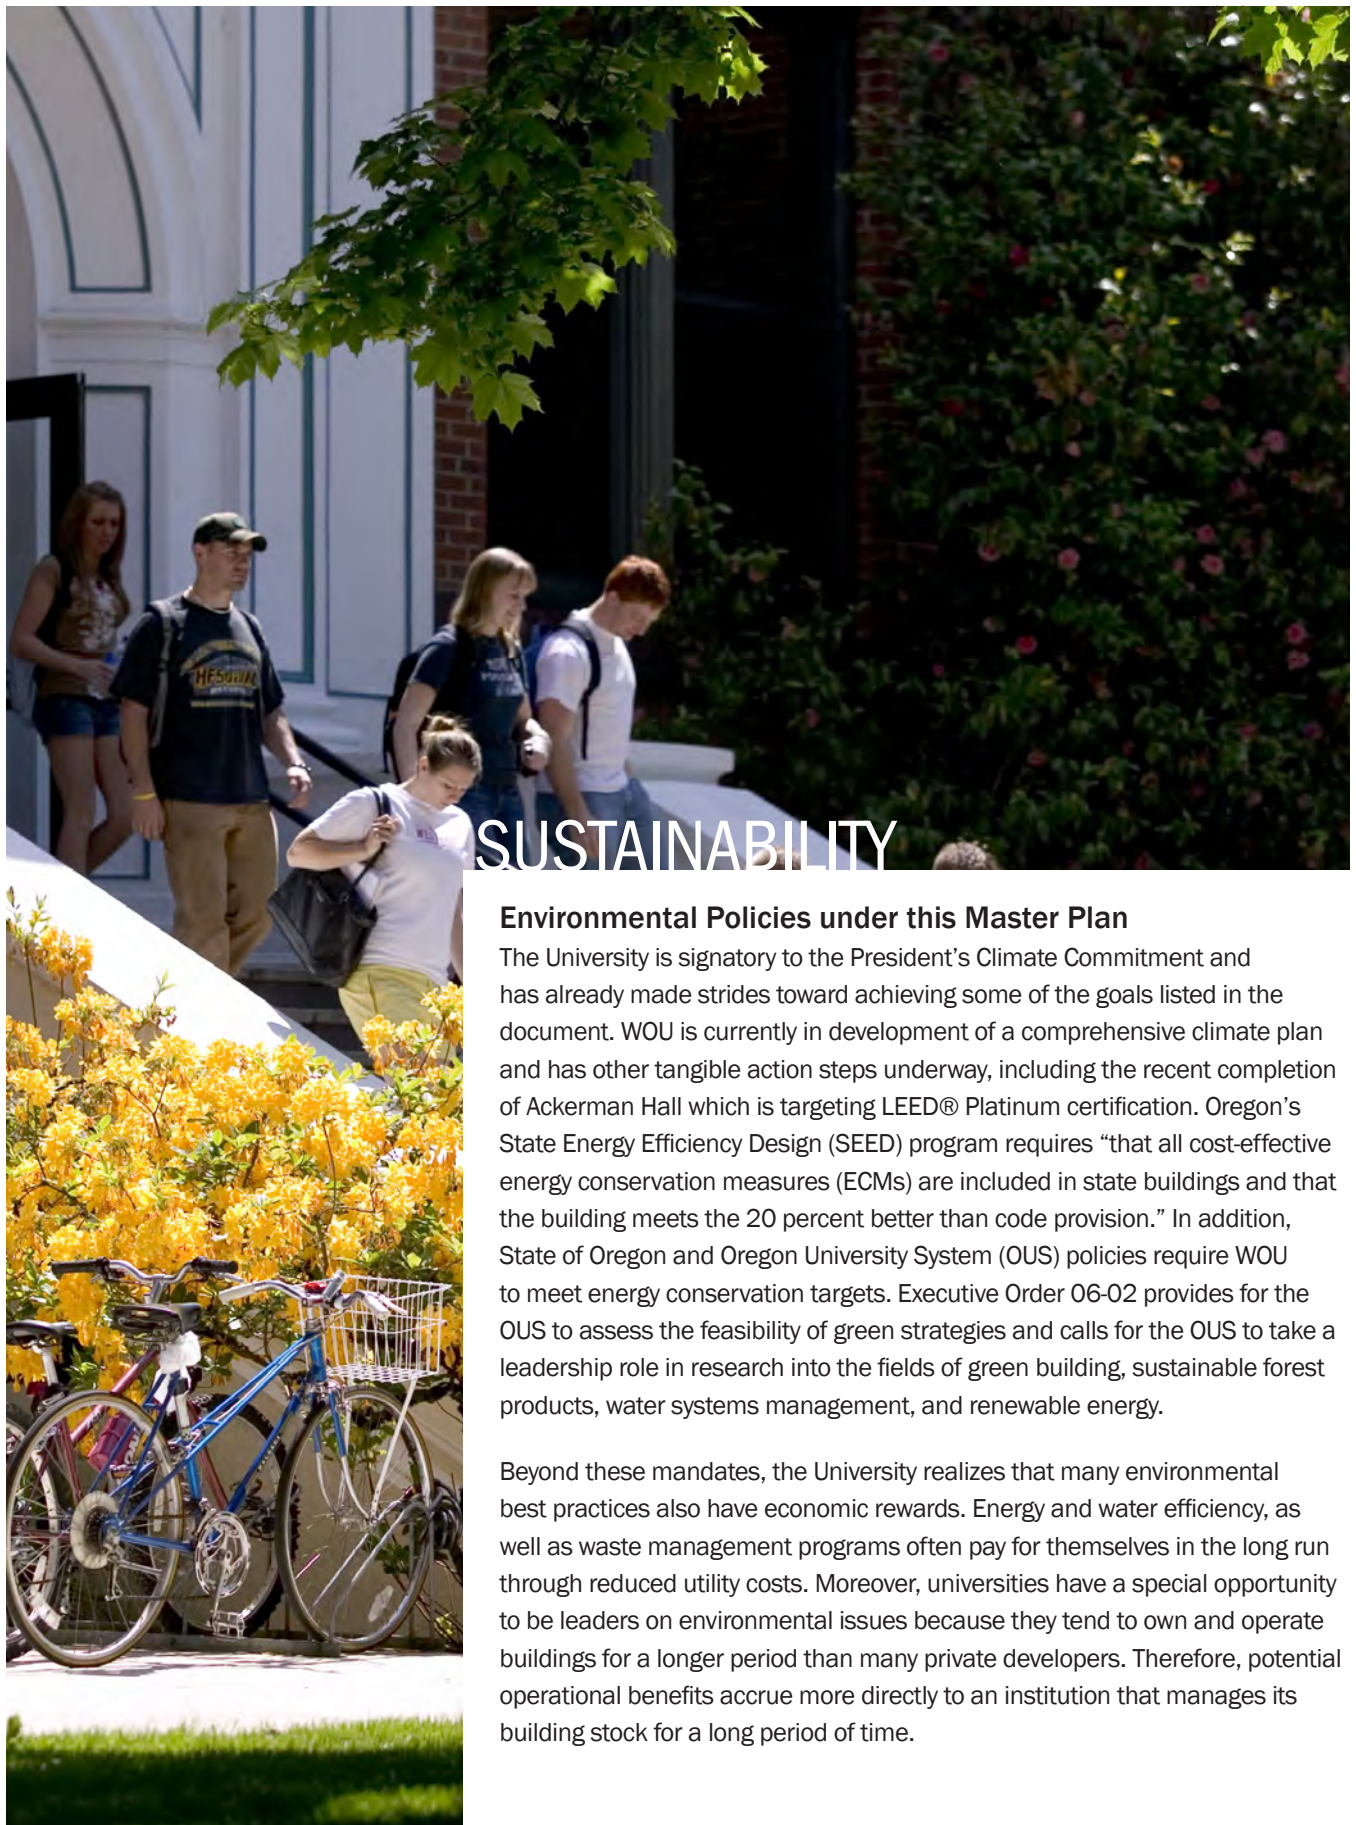 SUSTAINABILITY
Environmental Policies under this Master Plan
The University is signatory to the President’s Climate Commitment and
has already made strides toward achieving some of the goals listed in the
document. WOU is currently in development of a comprehensive climate plan
and has other tangible action steps underway, including the recent completion
of Ackerman Hall which is targeting LEED® Platinum certification. Oregon’s
State Energy Efficiency Design (SEED) program requires “that all cost-effective
energy conservation measures (ECMs) are included in state buildings and that
the building meets the 20 percent better than code provision.” In addition,
State of Oregon and Oregon University System (OUS) policies require WOU
to meet energy conservation targets. Executive Order 06-02 provides for the
OUS to assess the feasibility of green strategies and calls for the OUS to take a
leadership role in research into the fields of green building, sustainable forest
products, water systems management, and renewable energy.
Beyond these mandates, the University realizes that many environmental
best practices also have economic rewards. Energy and water efficiency, as
well as waste management programs often pay for themselves in the long run
through reduced utility costs. Moreover, universities have a special opportunity
to be leaders on environmental issues because they tend to own and operate
buildings for a longer period than many private developers. Therefore, potential
operational benefits accrue more directly to an institution that manages its
building stock for a long period of time.